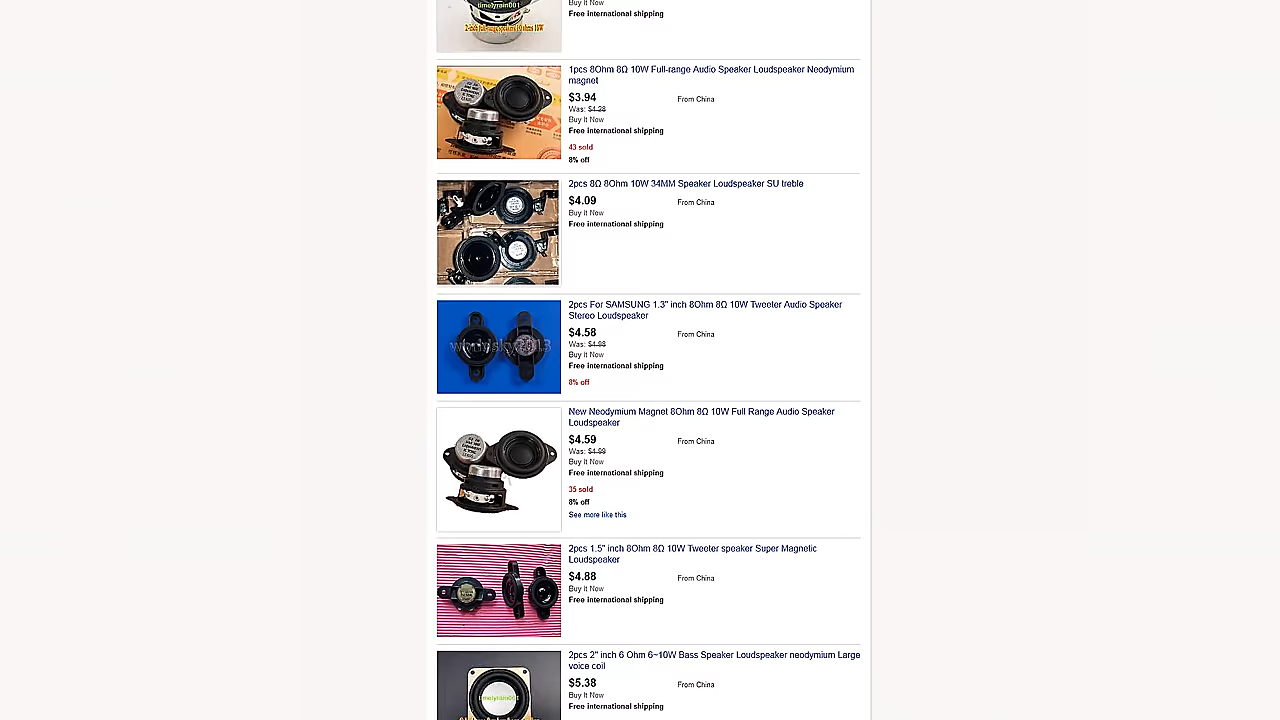 timelyrain001
Buy It Now
Free international shipping
1pcs 8Ohm 8Ω 10W Full-range Audio Speaker Loudspeaker Neodymium
magnet
$3.94
From China
Was: $4.28
Buy It Now
Free international shipping
43 sold
8% off
2pcs 8Ω 8Ohm 10W 34MM Speaker Loudspeaker SU treble
$4.09
From China
Buy It Now
Free international shipping
2pcs For SAMSUNG 1.3" inch 8Ohm 8Ω 10W Tweeter Audio Speaker
Stereo Loudspeaker
$4.58
From China
Was: $4.98
Buy It Now
Free international shipping
8% off
New Neodymium Magnet 8Ohm 8Ω 10W Full Range Audio Speaker
Loudspeaker
$4.59
From China
Was: $4.99
Buy It Now
Free international shipping
35 sold
8% off
See more like this
2pcs 1.5" inch 8Ohm 8Ω 10W Tweeter speaker Super Magnetic
Loudspeaker
$4.88
From China
Buy It Now
Free international shipping
2pcs 2" inch 6 Ohm 6~10W Bass Speaker Loudspeaker neodymium Large
voice coil
$5.38
From China
Buy It Now
timelyrain001
Free international shipping